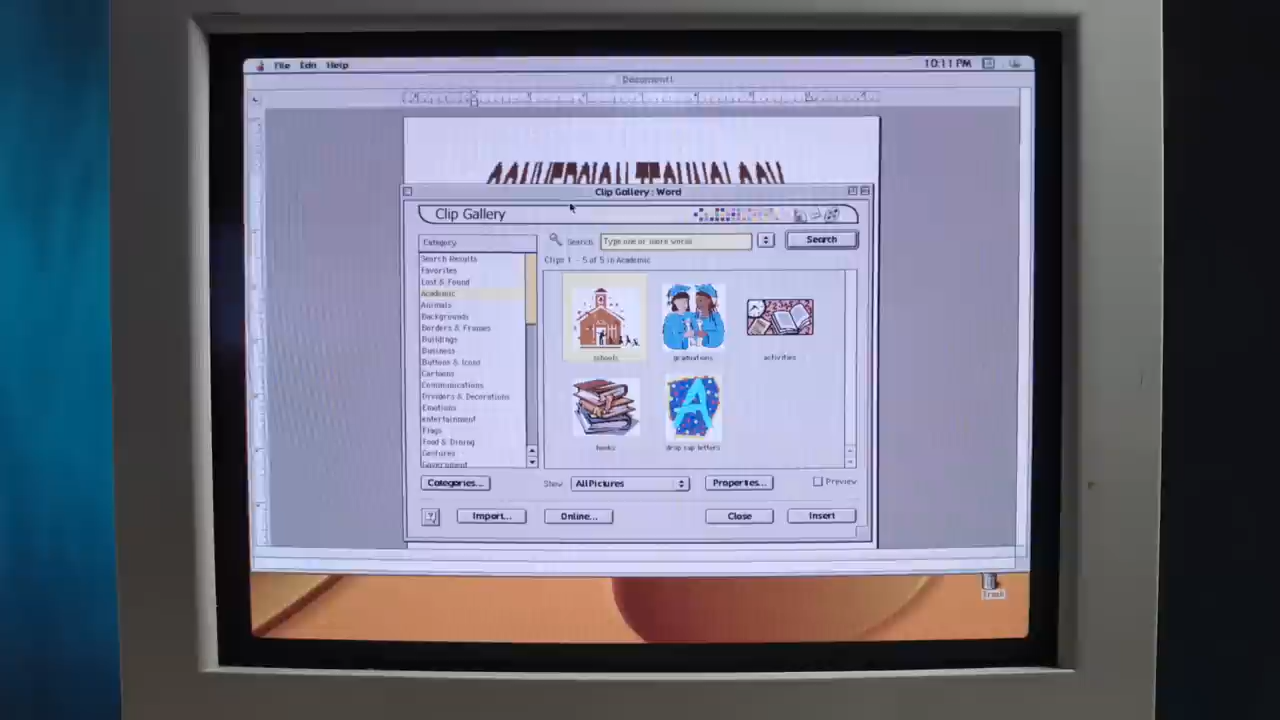 File Edit Help
10:11 PM
Document1
Clip Gallery : Word
Clip Gallery
Category
Search:
Type one or more words
Search
Clips 1 - 5 of 5 in Academic
Search Results
Favorites
Lost & Found
Academic
Animals
Backgrounds
Borders & Frames
Buildings
Business
Buttons & Icons
Cartoons
Communications
Dividers & Decorations
Emotions
entertainment
Flags
Food & Dining
Gestures
Government
schools
graduations
activities
books
A
drop cap letters
Categories...
Show
All Pictures
Properties...
Preview
Import...
Online...
Close
Insert
Trash